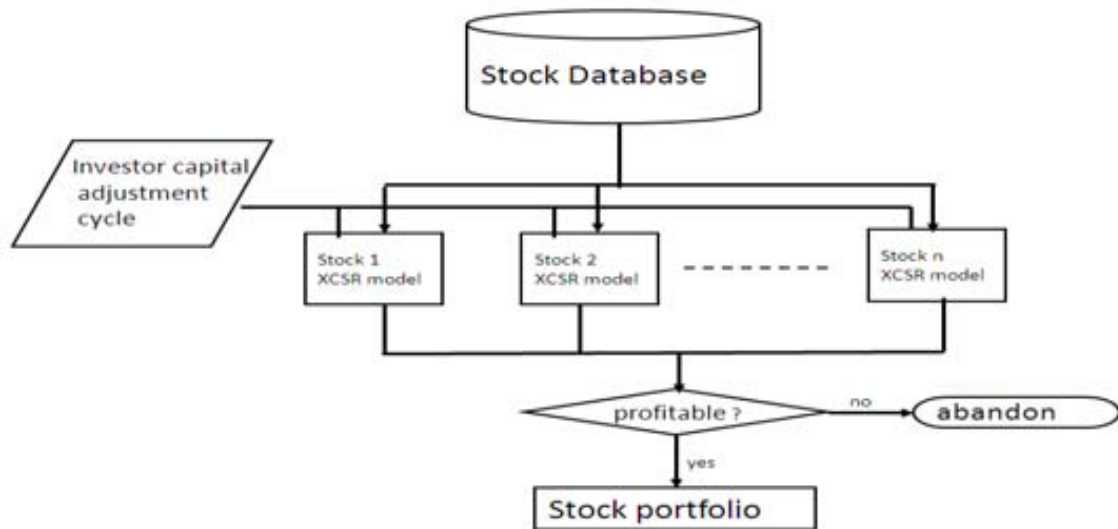 Stock Database
Investor capital
adjustment
cycle
Stock 1
XCSR model
Stock 2
XCSR model
Stock n
XCSR model
profitable ?
no
abandon
yes
Stock portfolio